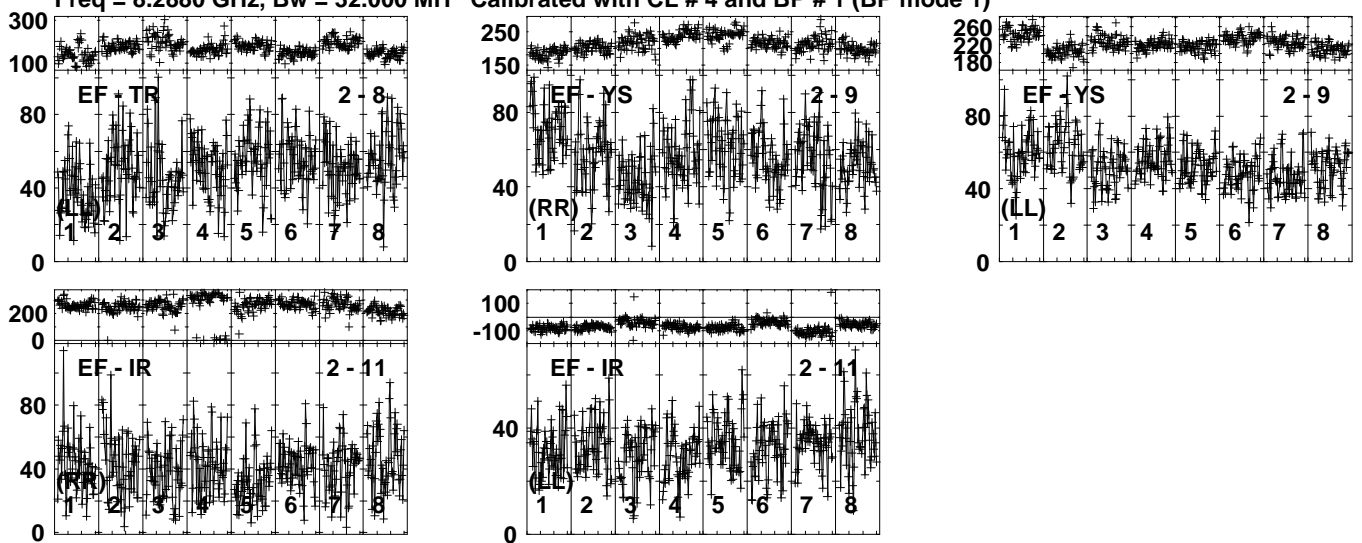 Freq = 8.2680 GHz, Bw = 32.000 MH Calibrated with CL # 4 and BP # 1 (BP mode 1)
300
100
EF - TR 2 - 8
80
40
(LL)
1 2 3 4 5 6 7 8
0
250
150
EF - YS 2 - 9
80
40
(RR)
1 2 3 4 5 6 7 8
0
260
220
180
EF - YS 2 - 9
80
40
(LL)
1 2 3 4 5 6 7 8
0
200
0
EF - IR 2 - 11
80
40
(RR)
1 2 3 4 5 6 7 8
0
100
-100
EF - IR 2 - 11
40
(LL)
1 2 3 4 5 6 7 8
0